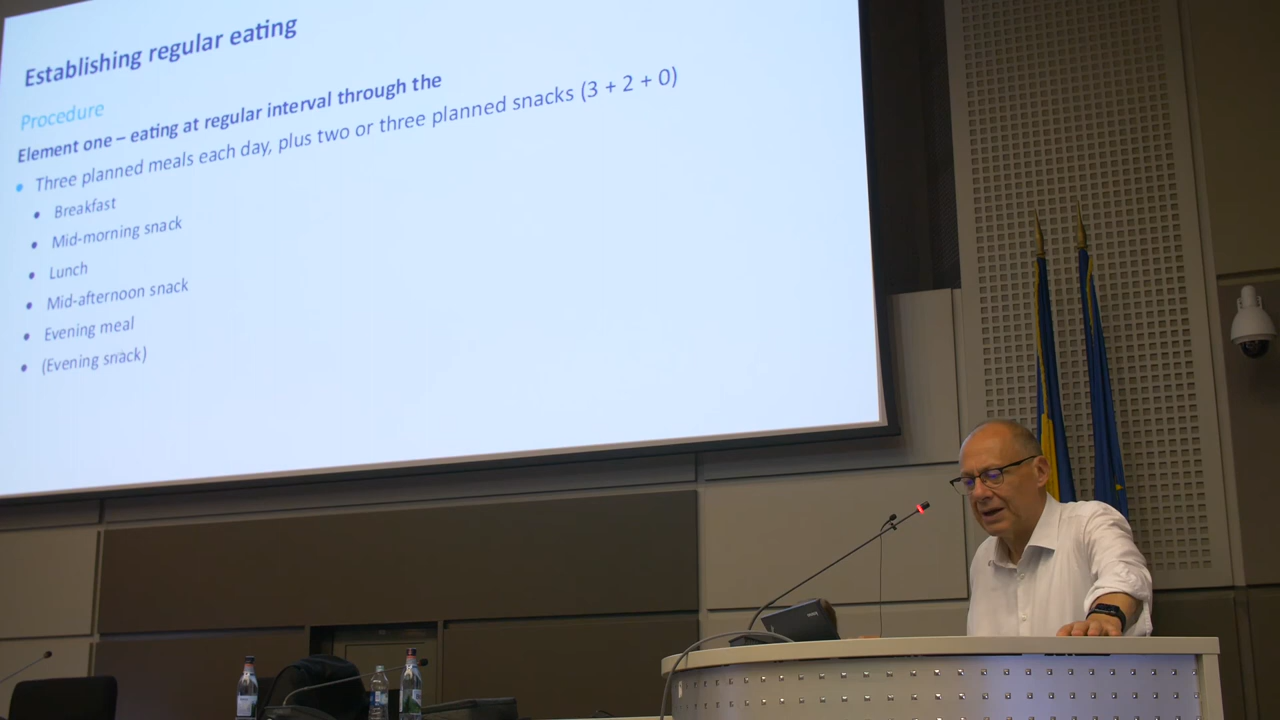 Establishing regular eating
Procedure
Element one – eating at regular interval through the
• Three planned meals each day, plus two or three planned snacks (3 + 2 + 0)
• Breakfast
• Mid-morning snack
• Lunch
• Mid-afternoon snack
• Evening meal
• (Evening snack)